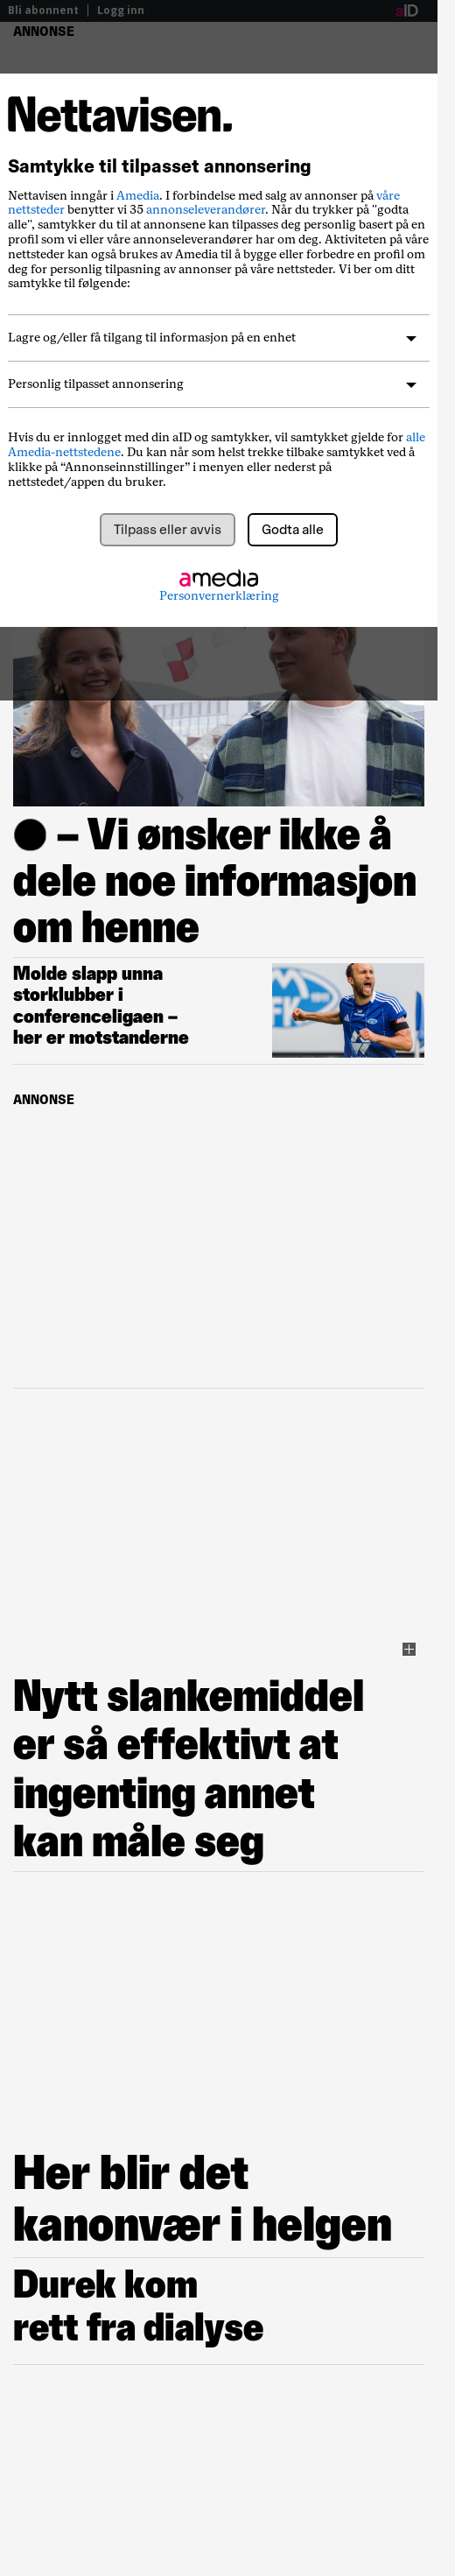 Bli abonnent | Logg inn aID
ANNONSE
Nettavisen.
Samtykke til tilpasset annonsering
Nettavisen inngår i Amedia. I forbindelse med salg av annonser på våre
nettsteder benytter vi 35 annonseleverandører. Når du trykker på "godta
alle", samtykker du til at annonsene kan tilpasses deg personlig basert på en
profil som vi eller våre annonseleverandører har om deg. Aktiviteten på våre
nettsteder kan også brukes av Amedia til å bygge eller forbedre en profil om
deg for personlig tilpasning av annonser på våre nettsteder. Vi ber om ditt
samtykke til følgende:
Lagre og/eller få tilgang til informasjon på en enhet
Personlig tilpasset annonsering
Hvis du er innlogget med din aID og samtykker, vil samtykket gjelde for alle
Amedia-nettstedene. Du kan når som helst trekke tilbake samtykket ved å
klikke på “Annonseinnstillinger” i menyen eller nederst på
nettstedet/appen du bruker.
Tilpass eller avvis Godta alle
amedia
Personvernerklæring
– Vi ønsker ikke å
dele noe informasjon
om henne
Molde slapp unna
storklubber i
conferenceligaen –
her er motstanderne
ANNONSE
Nytt slankemiddel
er så effektivt at
ingenting annet
kan måle seg
Her blir det
kanonvær i helgen
Durek kom
rett fra dialyse